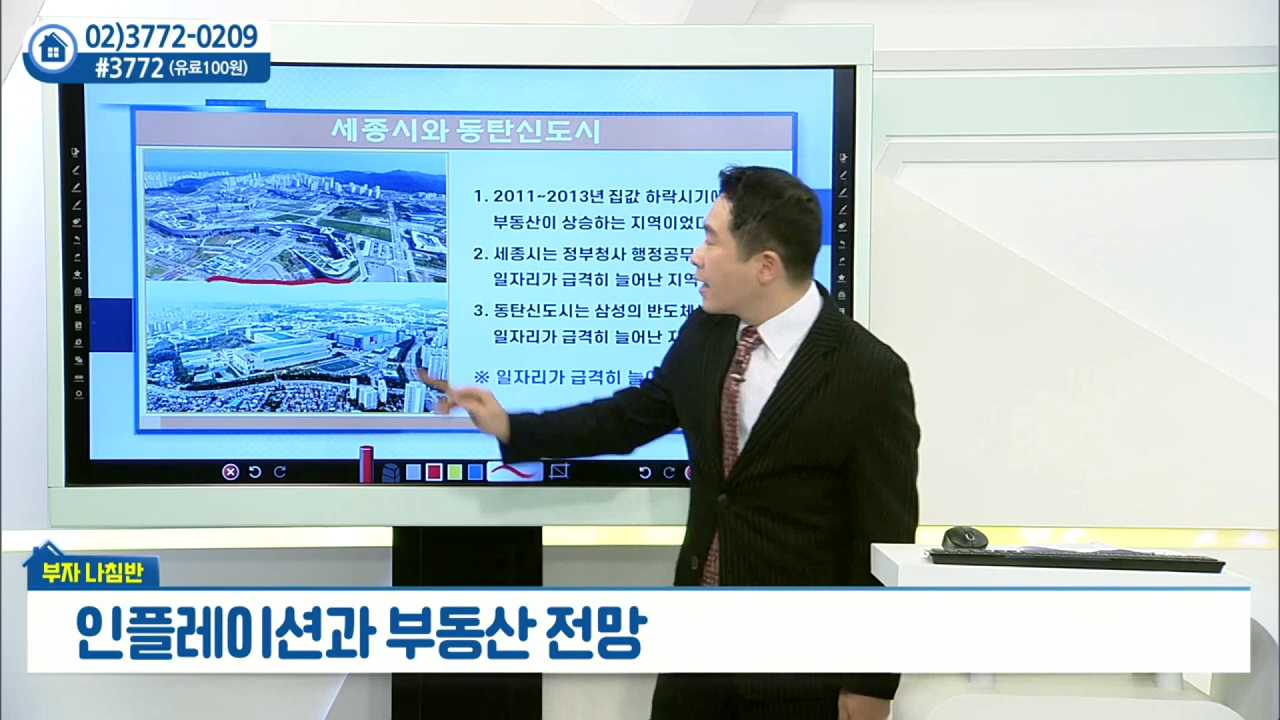 02)3772-0209
#3772 (유료100원)
세종시와 동탄신도시
1. 2011~2013년 집값 하락시기에
부동산이 상승하는 지역이었다
2. 세종시는 정부청사 행정공무
일자리가 급격히 늘어난 지역
3. 동탄신도시는 삼성의 반도체
일자리가 급격히 늘어난
※ 일자리가 급격히
부자 나침반
인플레이션과 부동산 전망